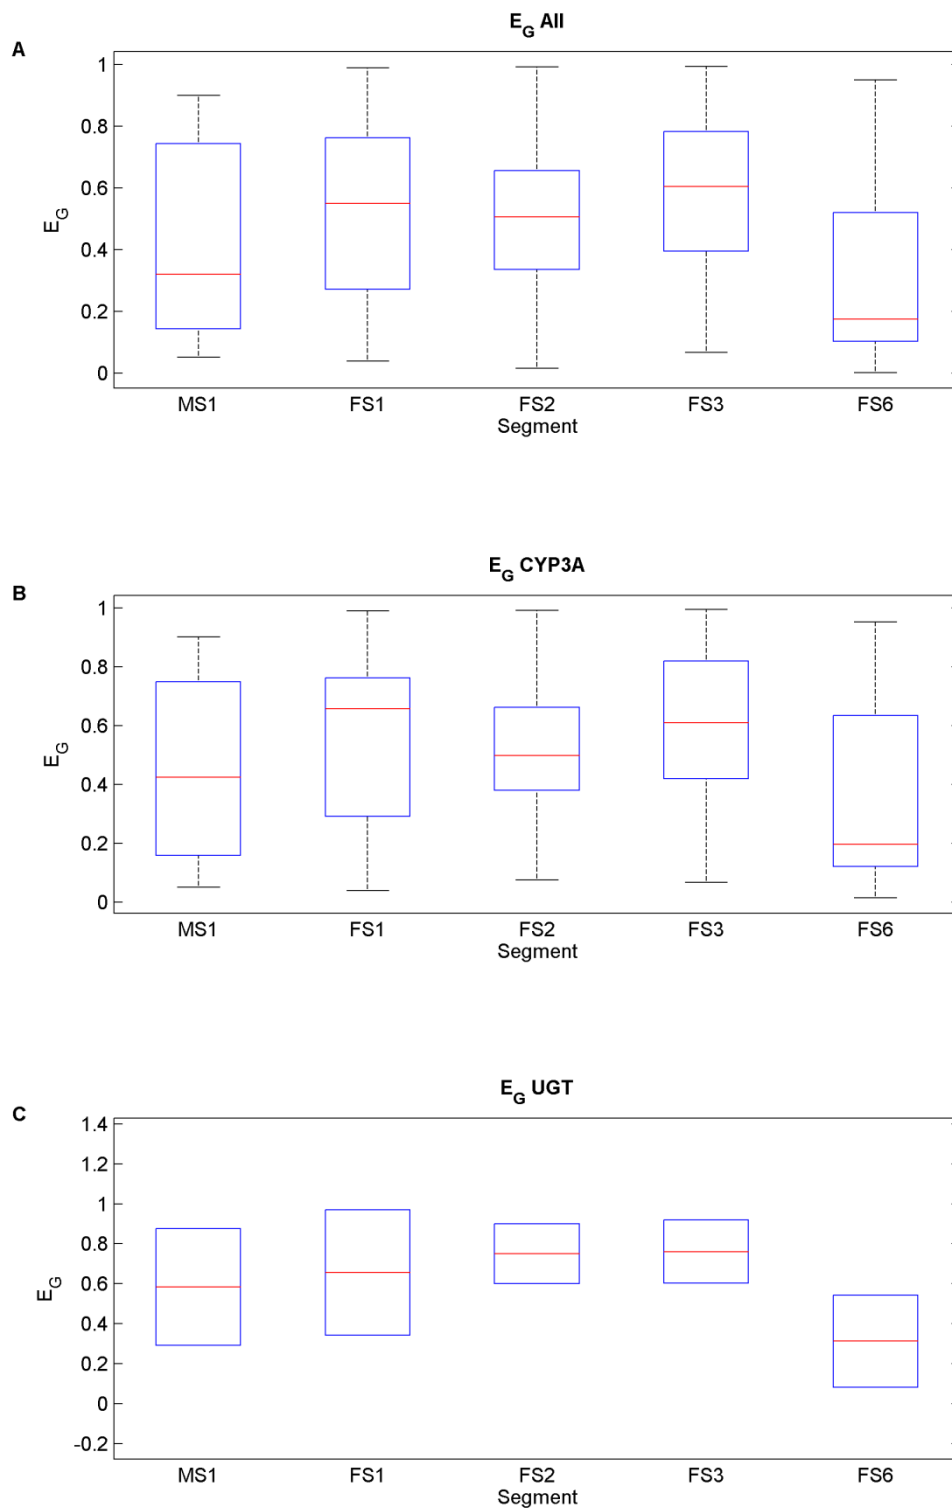 E_G All
A
1
0.8
0.6
0.4
0.2
0
E_G
MS1 FS1 FS2 FS3 FS6
Segment
E_G CYP3A
B
1
0.8
0.6
0.4
0.2
0
E_G
MS1 FS1 FS2 FS3 FS6
Segment
E_G UGT
C
1.4
1.2
1
0.8
0.6
0.4
0.2
0
-0.2
E_G
MS1 FS1 FS2 FS3 FS6
Segment